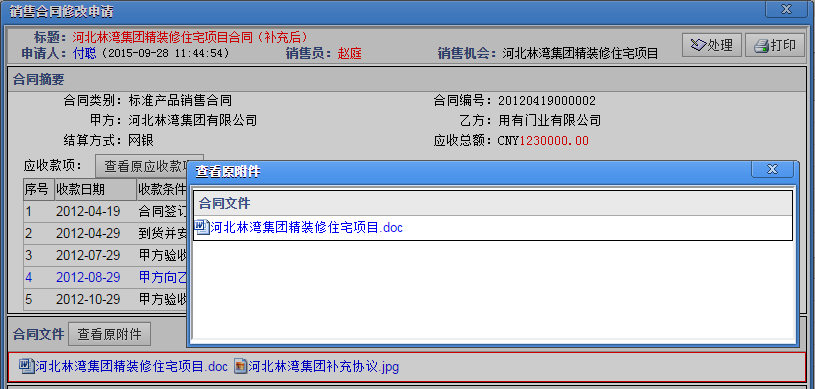 销售合同修改申请
标题：河北林湾集团精装修住宅项目合同（补充后）
申请人：付聪（2015-09-28 11:44:54） 销售员：赵庭 销售机会：河北林湾集团精装修住宅项目
处理 打印
合同摘要
合同类别：标准产品销售合同 合同编号：20120419000002
甲方：河北林湾集团有限公司 乙方：用有门业有限公司
结算方式：网银 应收总额：CNY1230000.00
应收款项： 查看原应收款项
序号 收款日期 收款条件
1 2012-04-19 合同签订
2 2012-04-29 到货并安
3 2012-07-29 甲方验收
4 2012-08-29 甲方向乙
5 2012-10-29 甲方验收
查看原附件
合同文件
河北林湾集团精装修住宅项目.doc
合同文件 查看原附件
河北林湾集团精装修住宅项目.doc 河北林湾集团补充协议.jpg